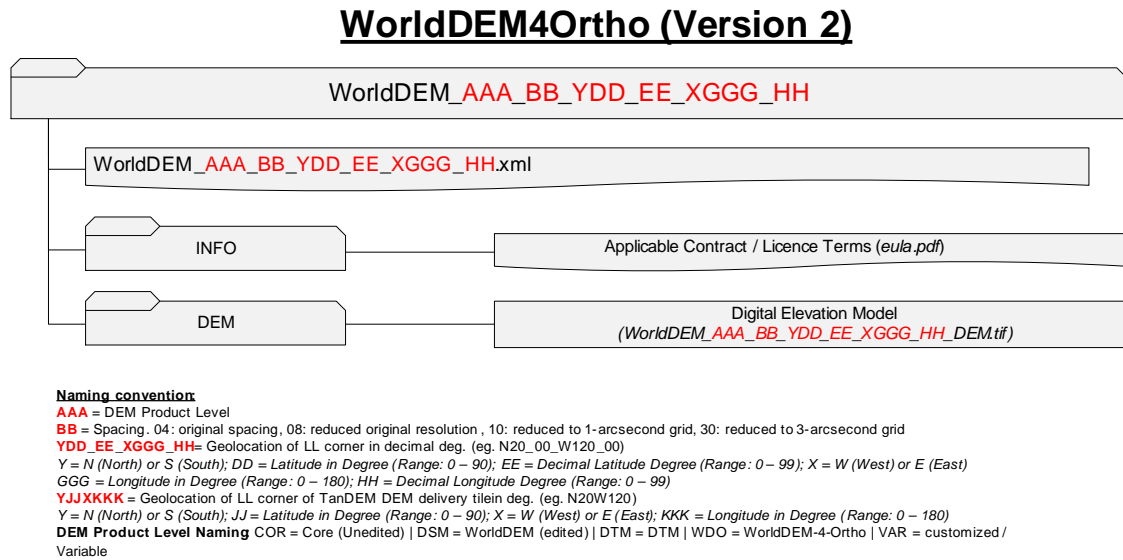 WorldDEM4Ortho (Version 2)
WorldDEM_AAA_BB_YDD_EE_XGGG_HH
WorldDEM_AAA_BB_YDD_EE_XGGG_HH.xml
INFO
Applicable Contract / Licence Terms (eula.pdf)
DEM
Digital Elevation Model
(WorldDEM_AAA_BB_YDD_EE_XGGG_HH_DEM.tif)
Naming convention:
AAA = DEM Product Level
BB = Spacing. 04: original spacing, 08: reduced original resolution , 10: reduced to 1-arcsecond grid, 30: reduced to 3-arcsecond grid
YDD_EE_XGGG_HH= Geolocation of LL corner in decimal deg. (eg. N20_00_W120_00)
Y = N (North) or S (South); DD = Latitude in Degree (Range: 0 – 90); EE = Decimal Latitude Degree (Range: 0 – 99); X = W (West) or E (East)
GGG = Longitude in Degree (Range: 0 – 180); HH = Decimal Longitude Degree (Range: 0 – 99)
YJJXKKK = Geolocation of LL corner of TanDEM DEM delivery tile in deg. (eg. N20W120)
Y = N (North) or S (South); JJ = Latitude in Degree (Range: 0 – 90); X = W (West) or E (East); KKK = Longitude in Degree (Range: 0 – 180)
DEM Product Level Naming: COR = Core (Unedited) | DSM = WorldDEM (edited) | DTM = DTM | WDO = WorldDEM-4-Ortho | VAR = customized /
Variable